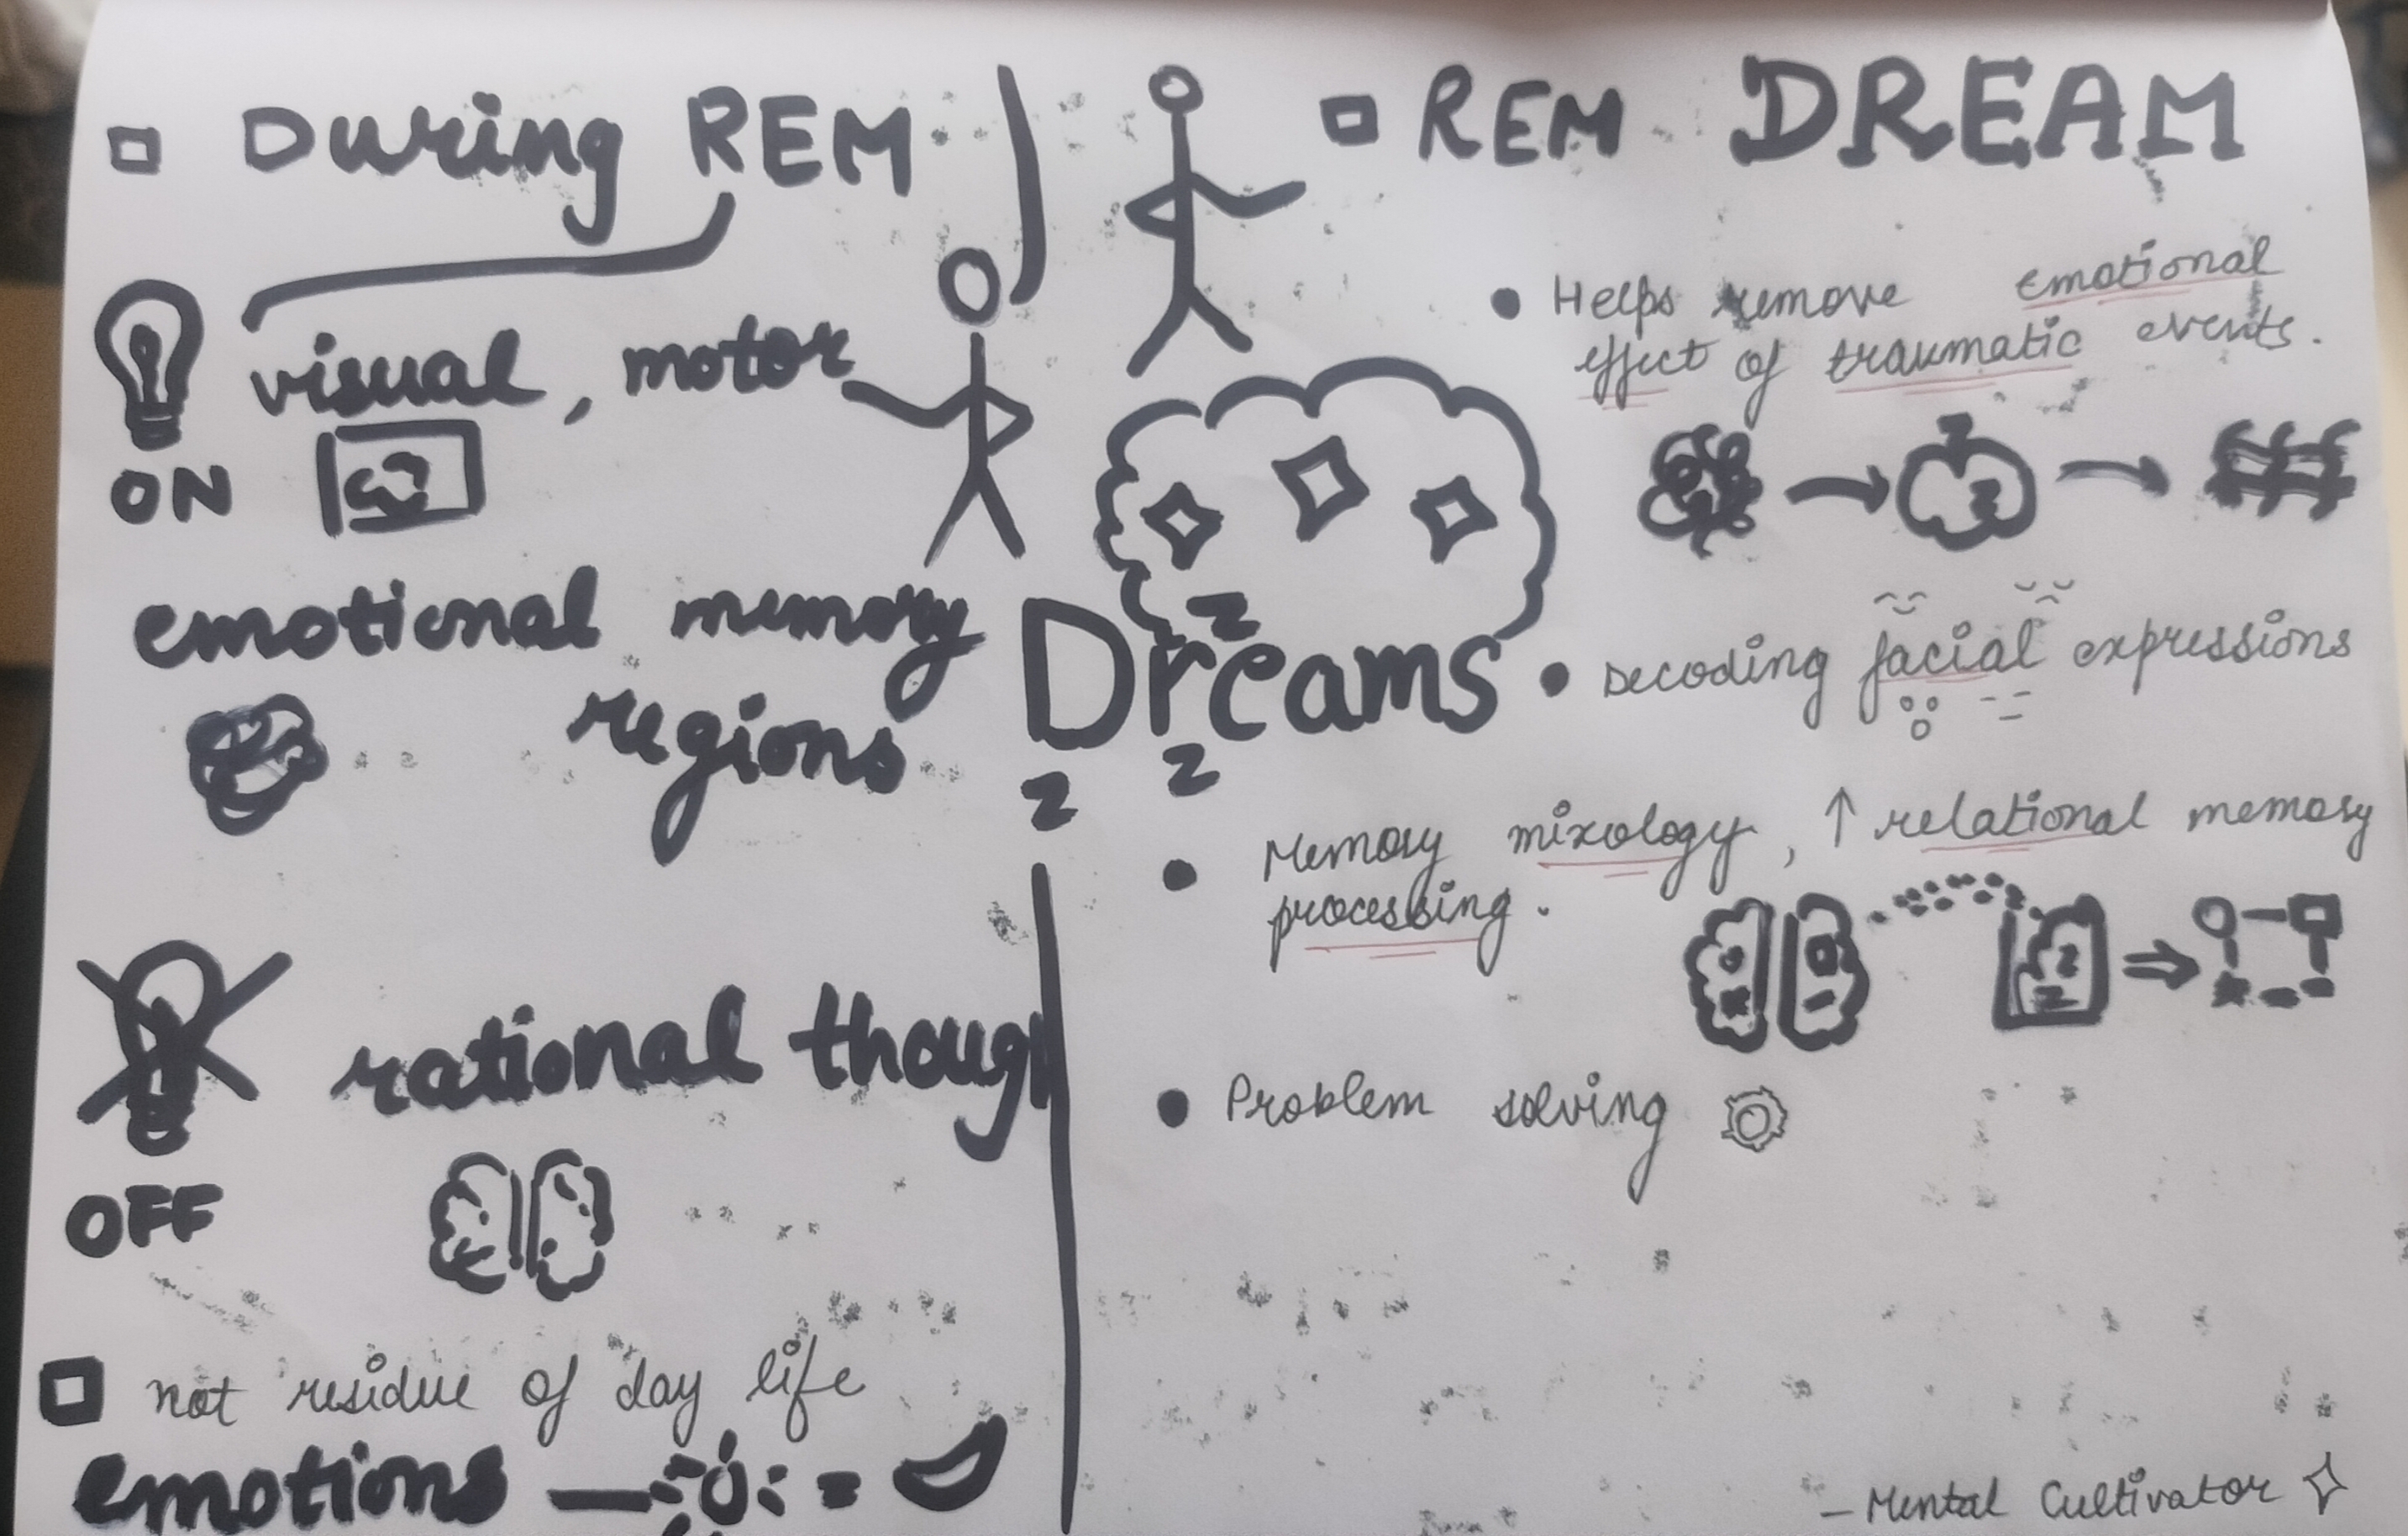 During REM
visual, motor
ON
emotional memory
regions
rational though
OFF
not residue of day life
emotions
z
Dreams
z
z
REM DREAM
Helps remove emotional
effect of traumatic events.
Decoding facial expressions
Memory mixology, ↑ relational memory
processing.
Problem solving
- Mental Cultivator